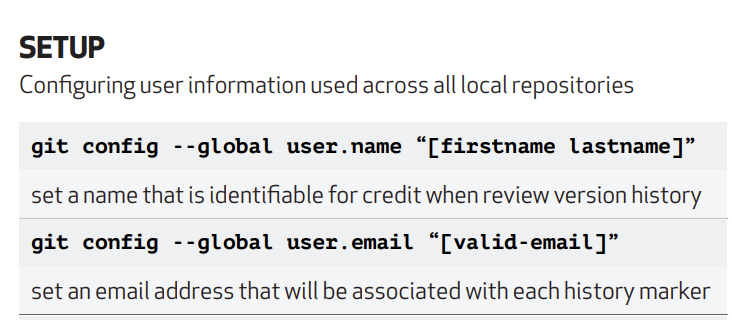 SETUP
Configuring user information used across all local repositories
git config --global user.name “[firstname lastname]”
set a name that is identifiable for credit when review version history
git config --global user.email “[valid-email]”
set an email address that will be associated with each history marker